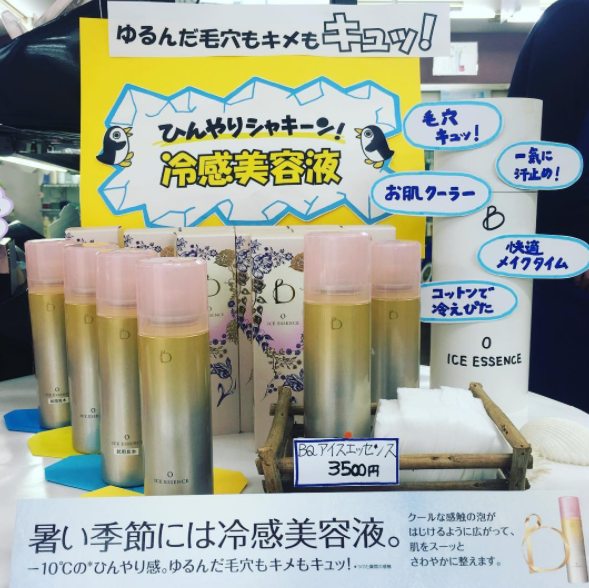 ゆるんだ毛穴もキメもキュッ!
ひんやりシャキーン!
冷感美容液
毛穴
キュッ!
一気に
汗止め!
お肌クーラー
快適
メイクタイム
コットンで
冷えぴた
ICE ESSENCE
ICE ESSENCE
ICE ESSENCE
BQ アイスエッセンス
3500円
暑い季節には冷感美容液。
−10℃の*ひんやり感。ゆるんだ毛穴もキメもキュッ!
クールな感触の泡が
はじけるように広がって、
肌をスーッと
さわやかに整えます。